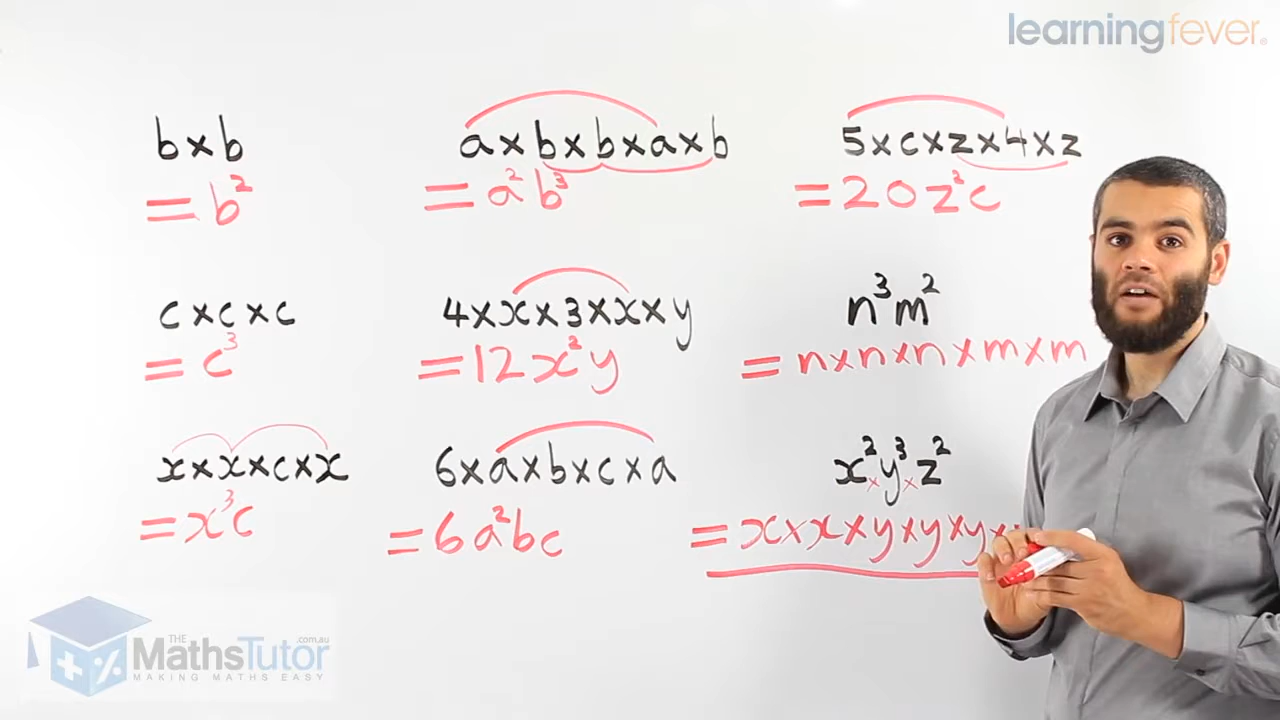 learningfever.
b×b
= b²
a×b×b×a×b
= a²b³
5×c×z×4×z
= 20z²c
c×c×c
= c³
4×x×3×x×y
= 12x²y
n³m²
= n×n×n×m×m
x×x×c×x
= x³c
6×a×b×c×a
= 6a²bc
x²×y³×z²
= x×x×y×y×y×
THE
MathsTutor
.com.au
MAKING MATHS EASY